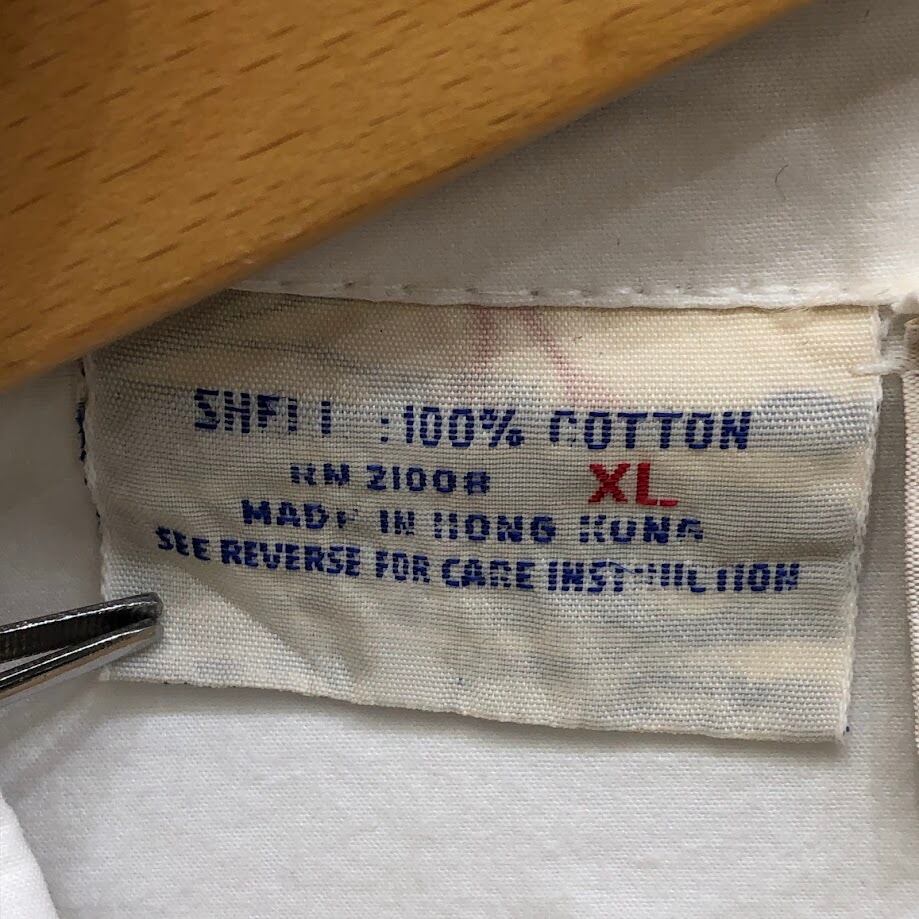 SHELL :100% COTTON
RN 21008 XL
MADE IN HONG KONG
SEE REVERSE FOR CARE INSTRUCTION